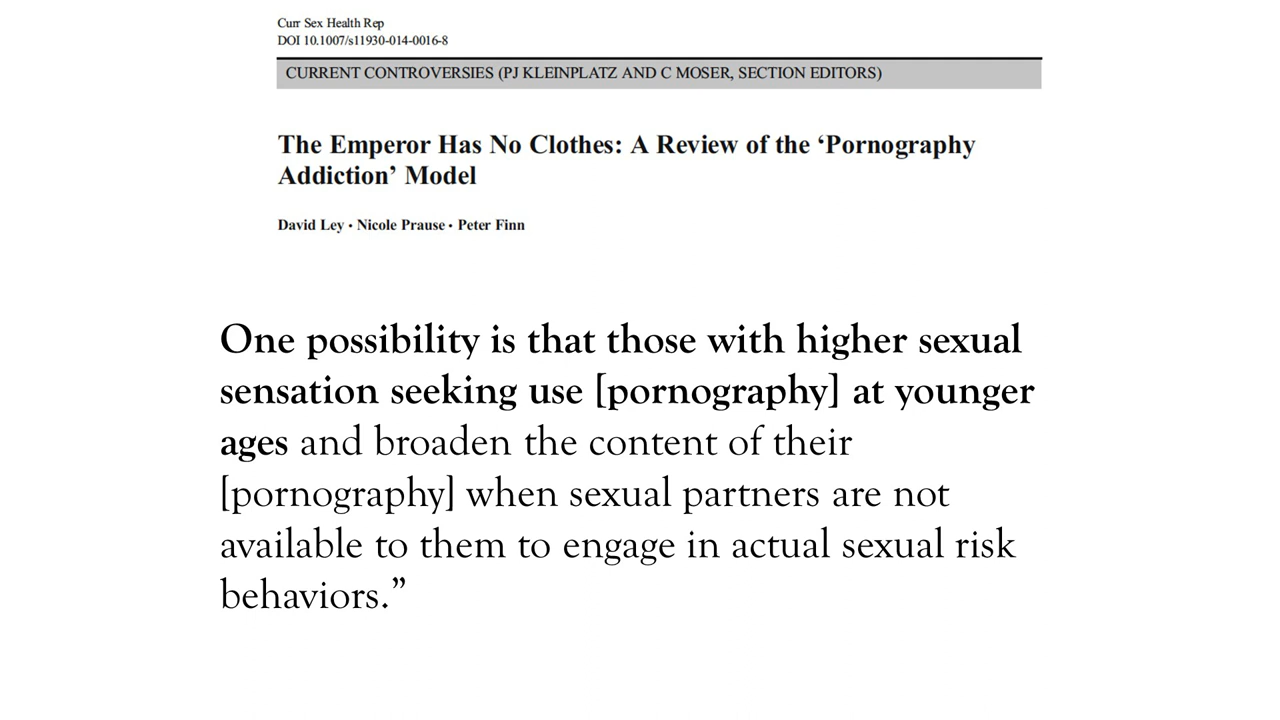 Curr Sex Health Rep
DOI 10.1007/s11930-014-0016-8
CURRENT CONTROVERSIES (PJ KLEINPLATZ AND C MOSER, SECTION EDITORS)
The Emperor Has No Clothes: A Review of the ‘Pornography
Addiction’ Model
David Ley • Nicole Prause • Peter Finn
One possibility is that those with higher sexual
sensation seeking use [pornography] at younger
ages and broaden the content of their
[pornography] when sexual partners are not
available to them to engage in actual sexual risk
behaviors.”